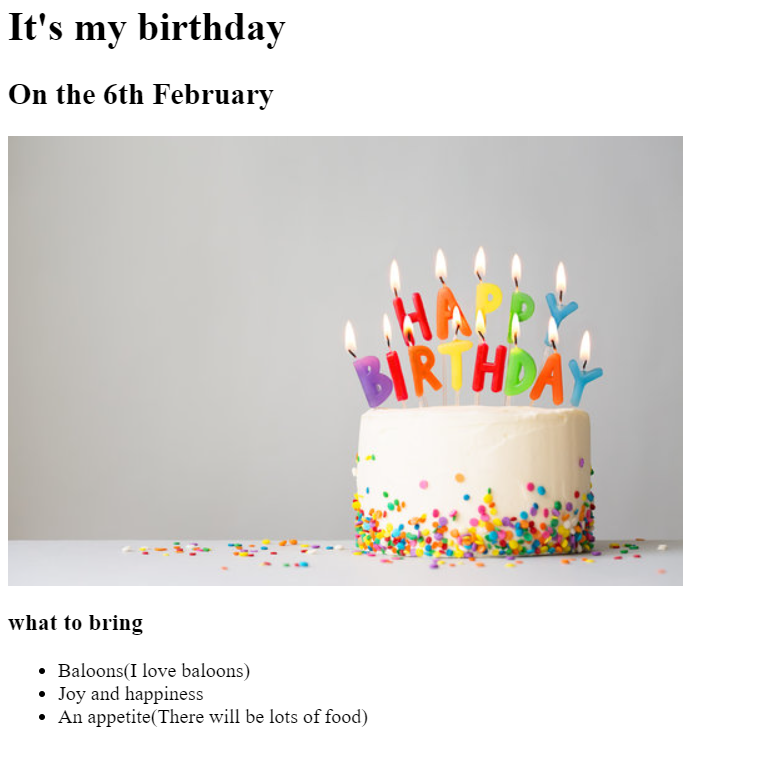 It's my birthday
On the 6th February
HAPPY
BIRTHDAY
what to bring
Baloons(I love baloons)
Joy and happiness
An appetite(There will be lots of food)